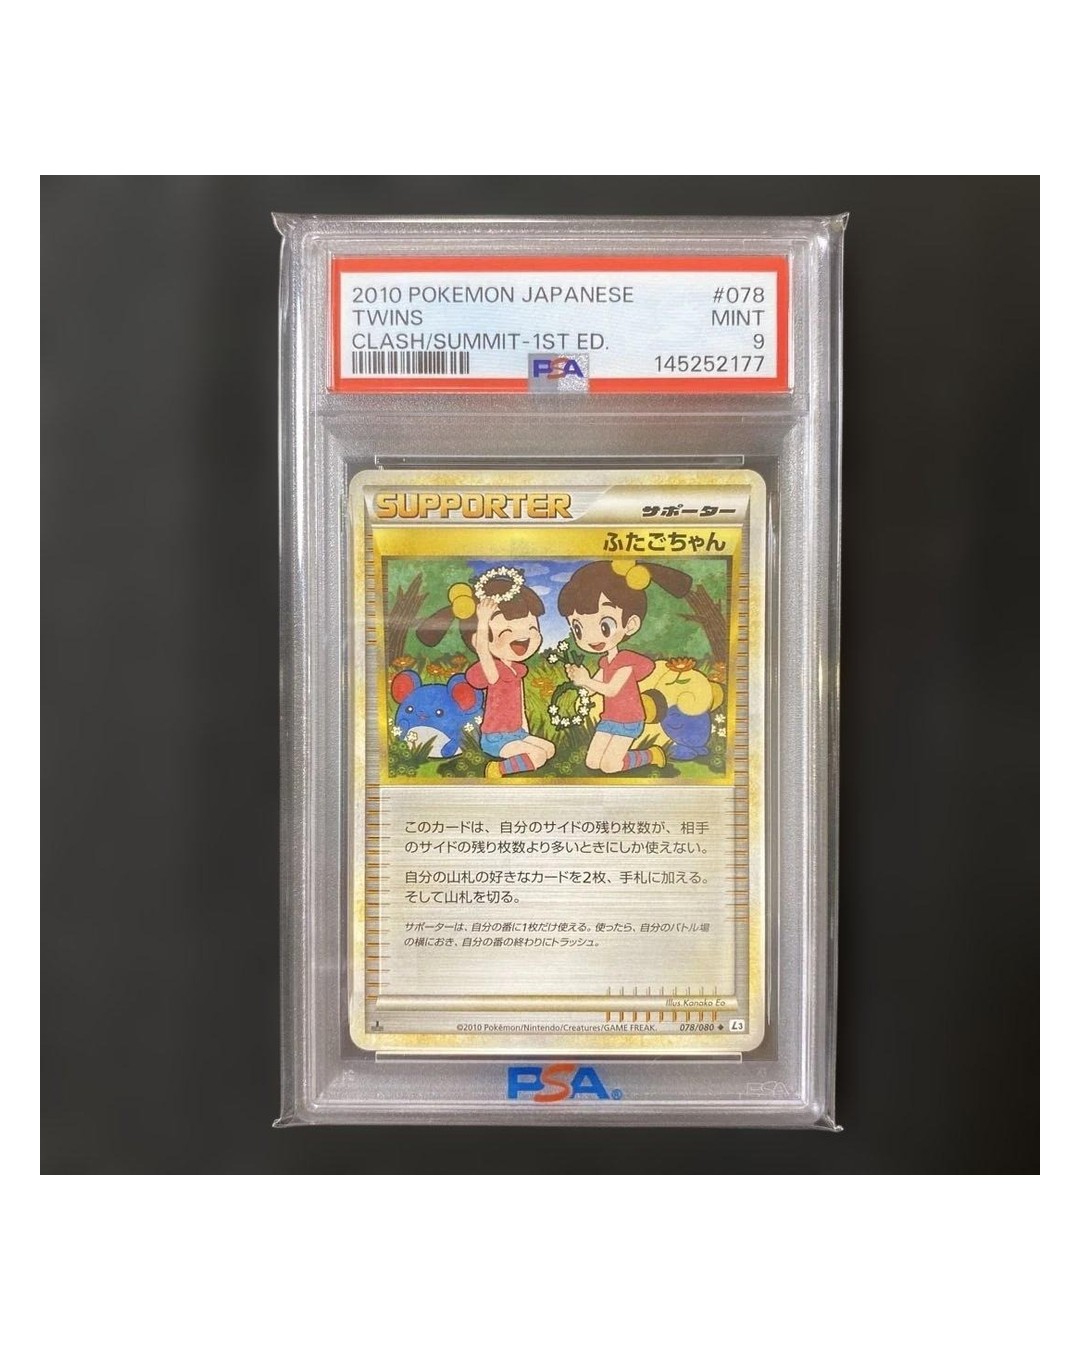 2010 POKEMON JAPANESE #078
TWINS MINT
CLASH/SUMMIT-1ST ED. 9
PSA 145252177
SUPPORTER サポーター
ふたごちゃん
このカードは、自分のサイドの残り枚数が、相手
のサイドの残り枚数より多いときにしか使えない。
自分の山札の好きなカードを2枚、手札に加える。
そして山札を切る。
サポーターは、自分の番に1枚だけ使える。使ったら、自分のバトル場
の横におき、自分の番の終わりにトラッシュ。
Illus. Kanako Eo
©2010 Pokémon/Nintendo/Creatures/GAME FREAK. 078/080 ◆ L3
PSA®
PSA